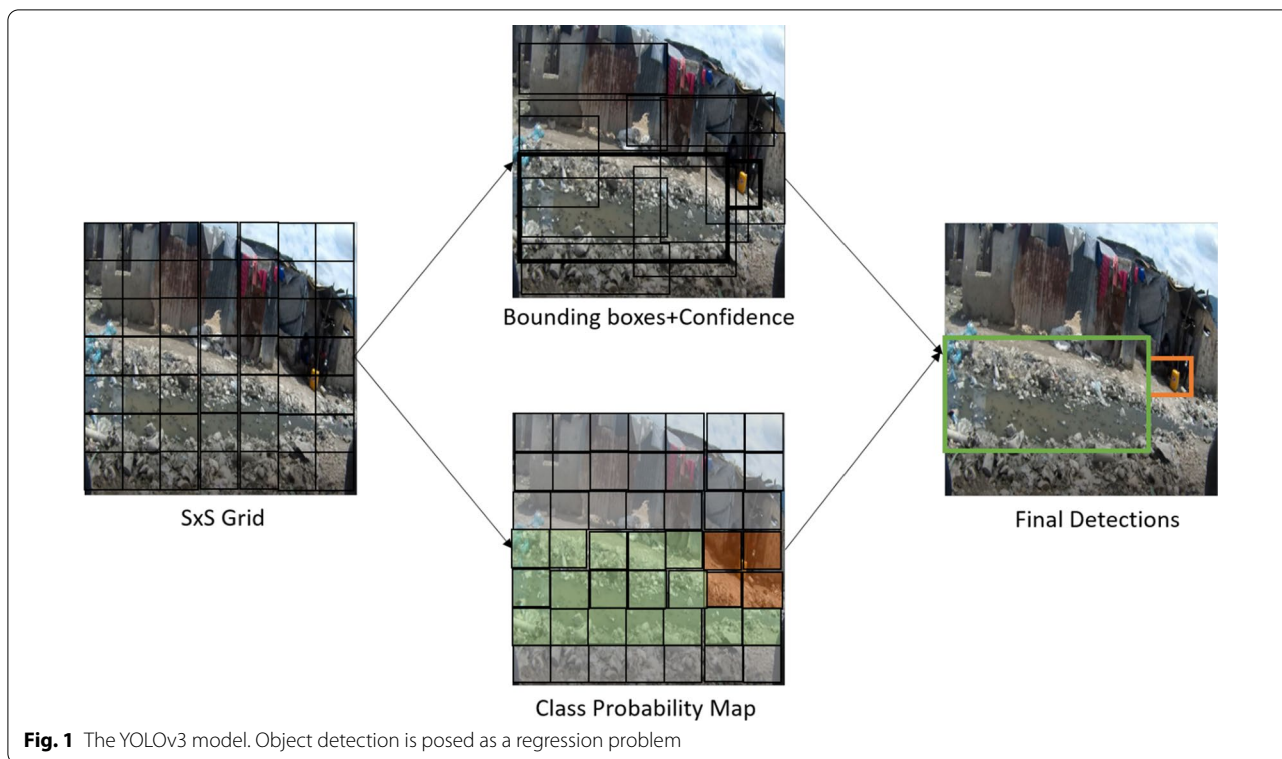 Bounding boxes+Confidence
SxS Grid
Final Detections
Class Probability Map
Fig. 1 The YOLOv3 model. Object detection is posed as a regression problem